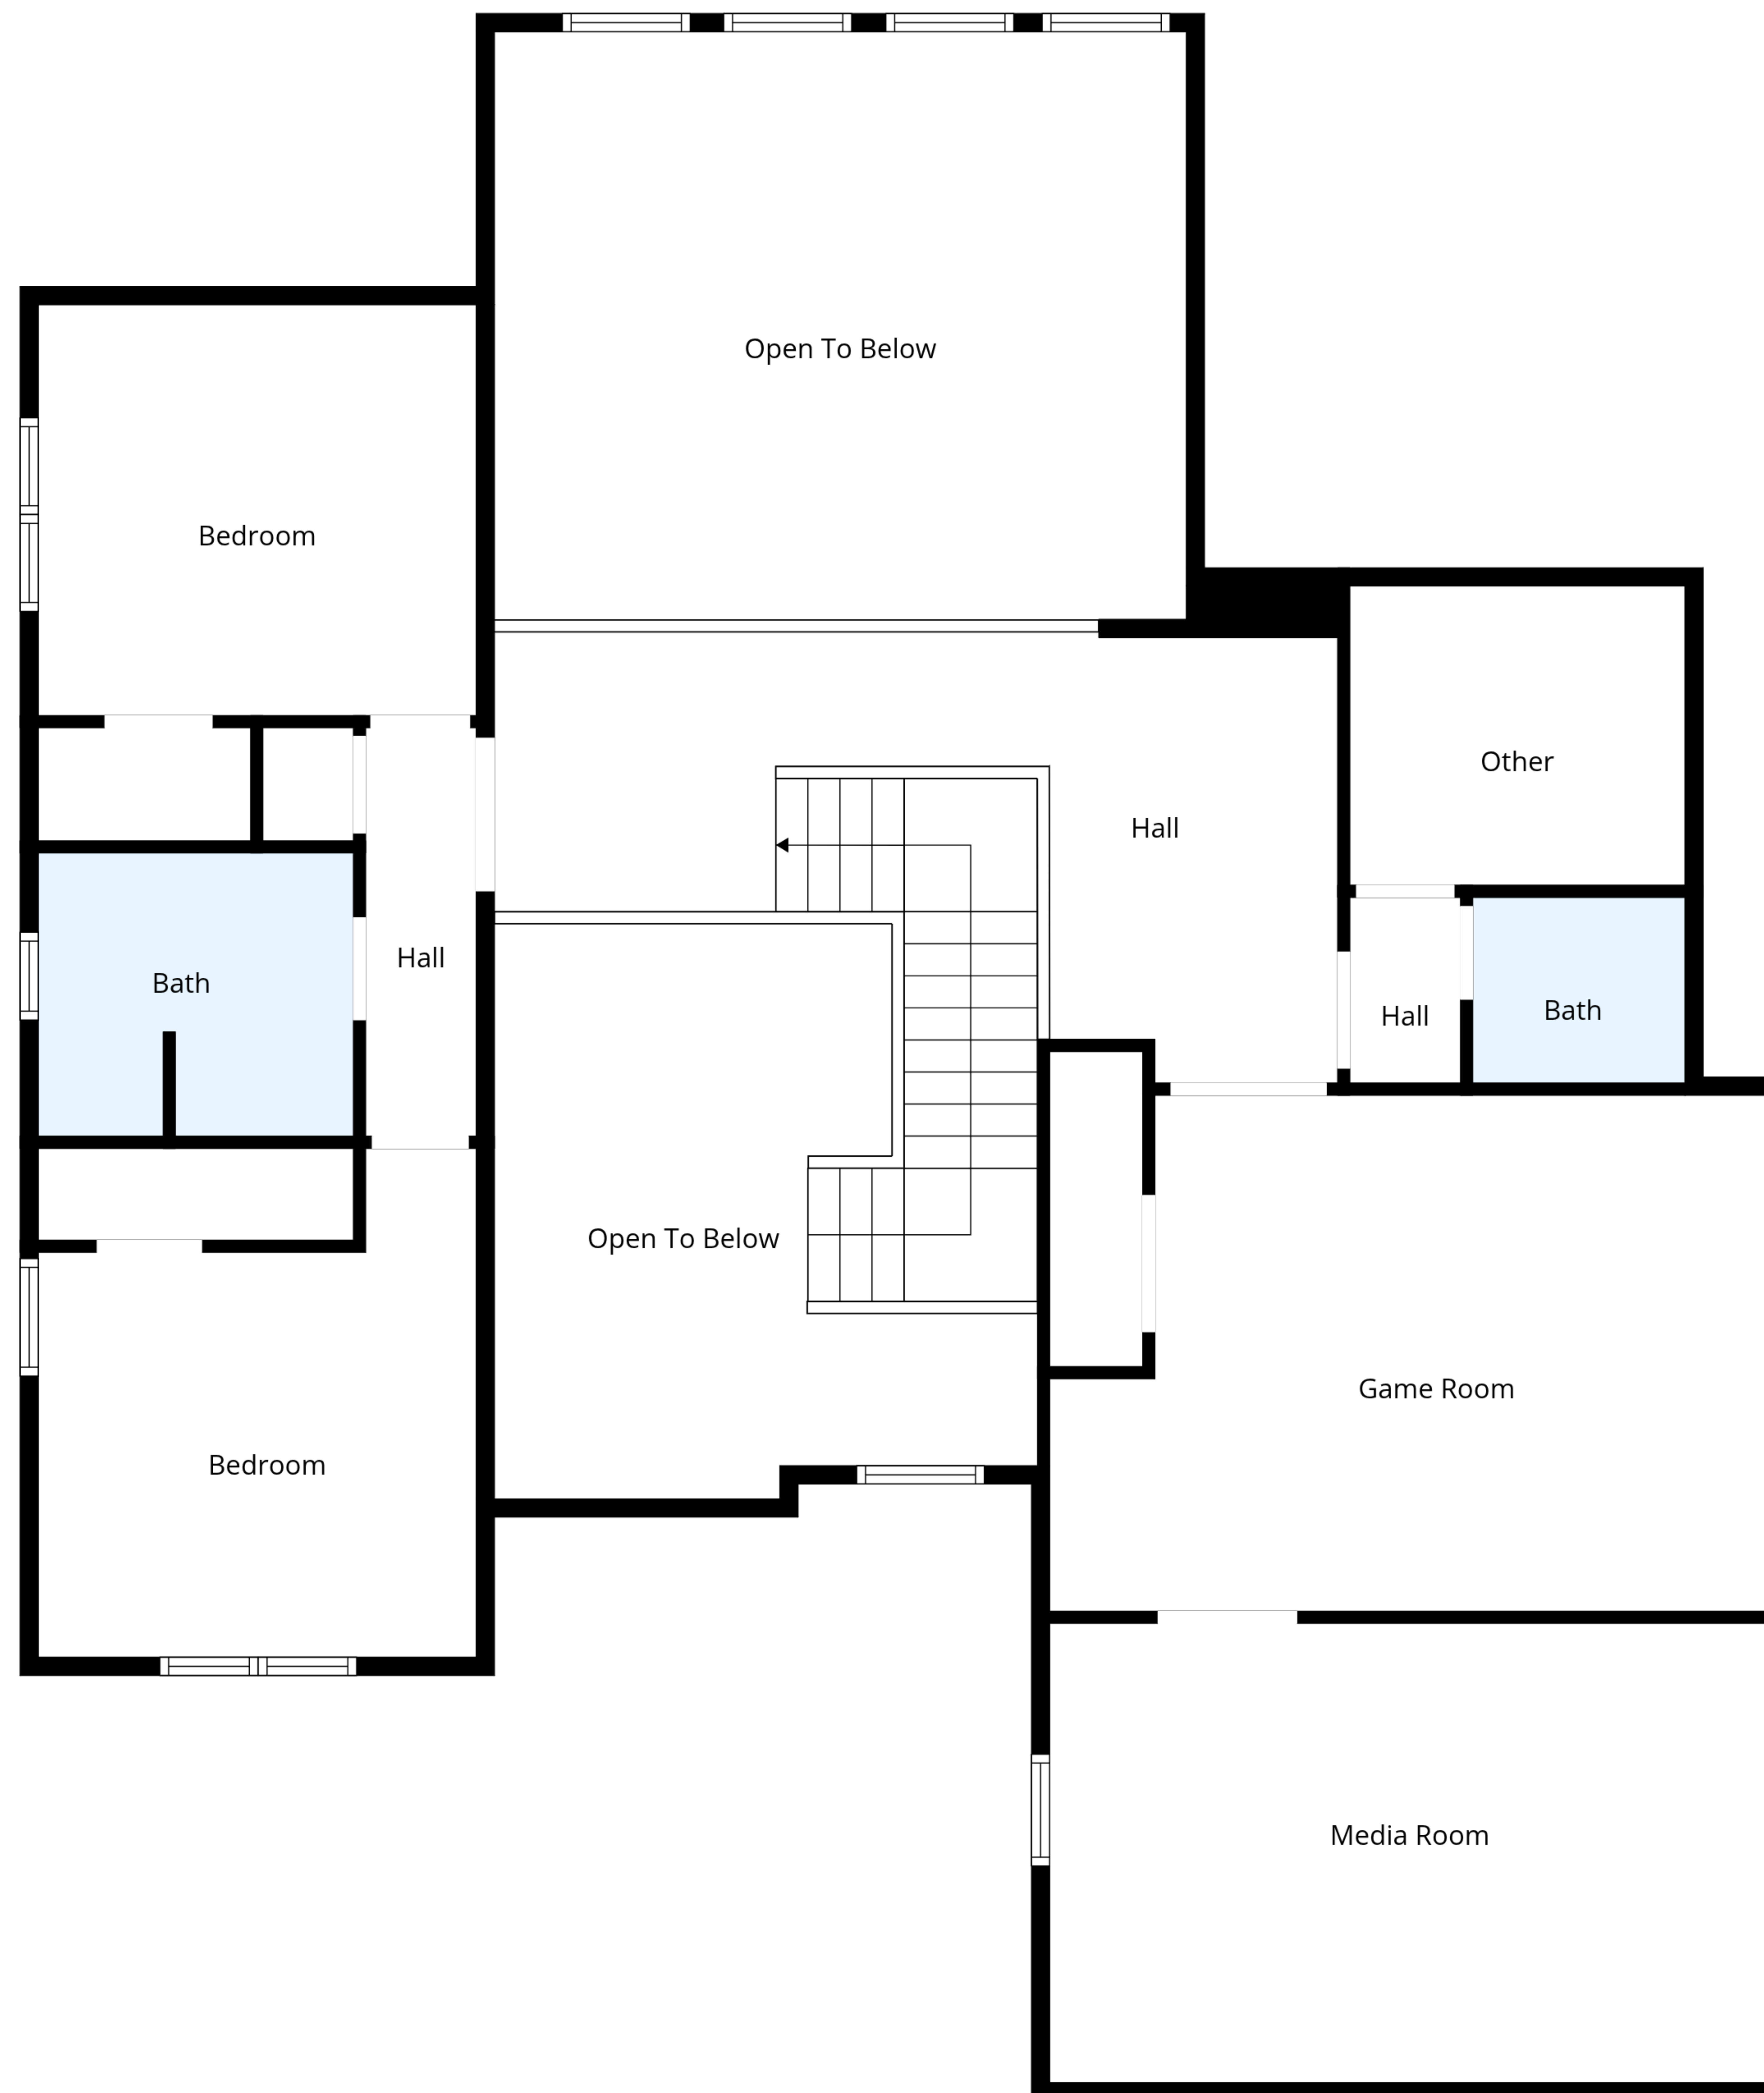 Open To Below
Bedroom
Other
Hall
Hall
Bath
Hall
Bath
Open To Below
Game Room
Bedroom
Media Room